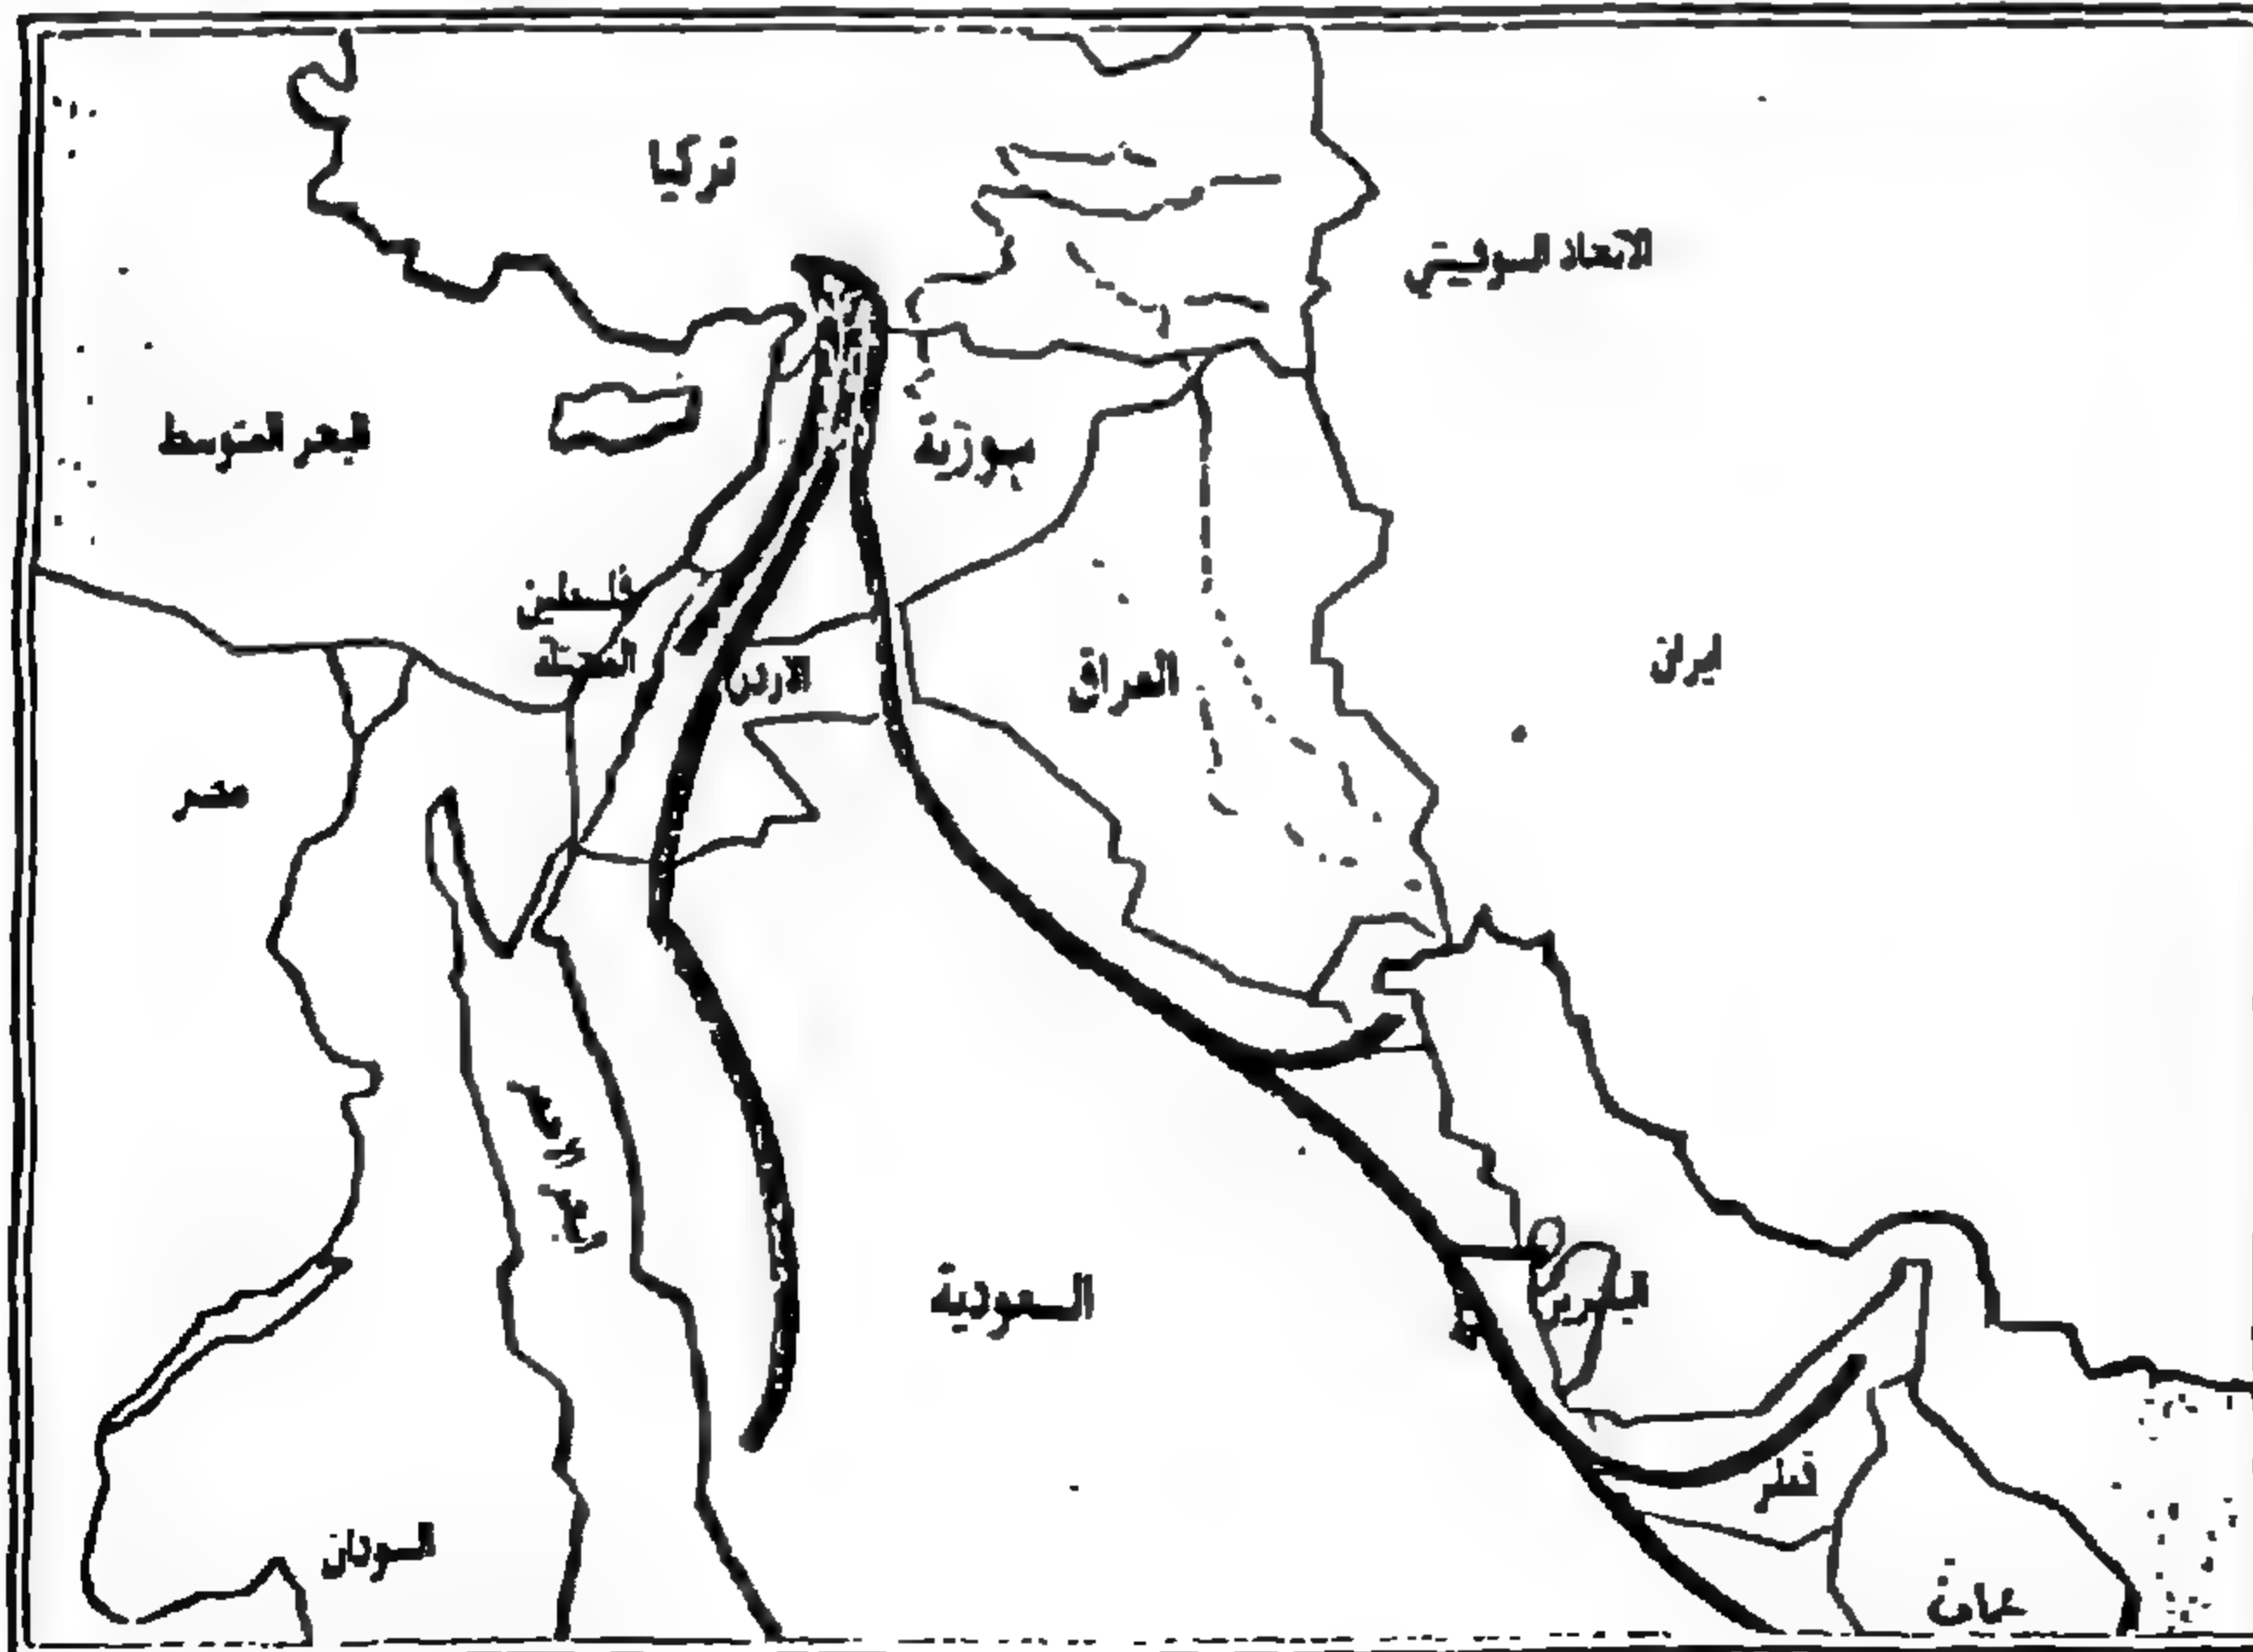 تركيا
الاتحاد السوفيتي
البحر المتوسط
سورية
فلسطين
المحتلة
الاردن
العراق
ايران
مصر
البحر
الاحمر
السعودية
البحرين
قطر
السودان
عمان